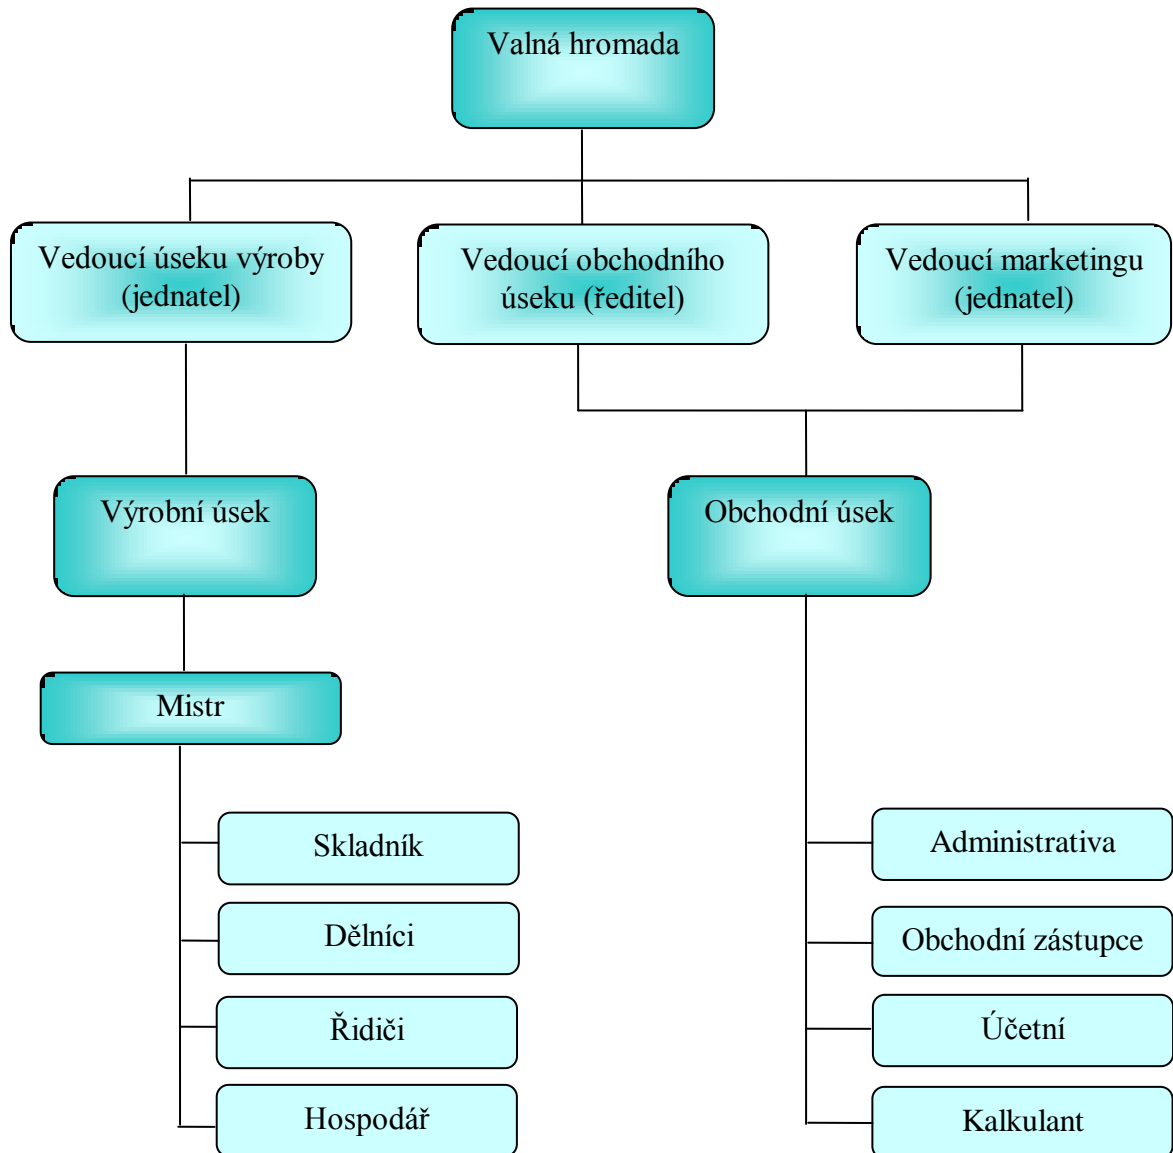 Valná hromada
Vedoucí úseku výroby
(jednatel)
Vedoucí obchodního
úseku (ředitel)
Vedoucí marketingu
(jednatel)
Výrobní úsek
Obchodní úsek
Mistr
Skladník
Dělníci
Řidiči
Hospodář
Administrativa
Obchodní zástupce
Účetní
Kalkulant